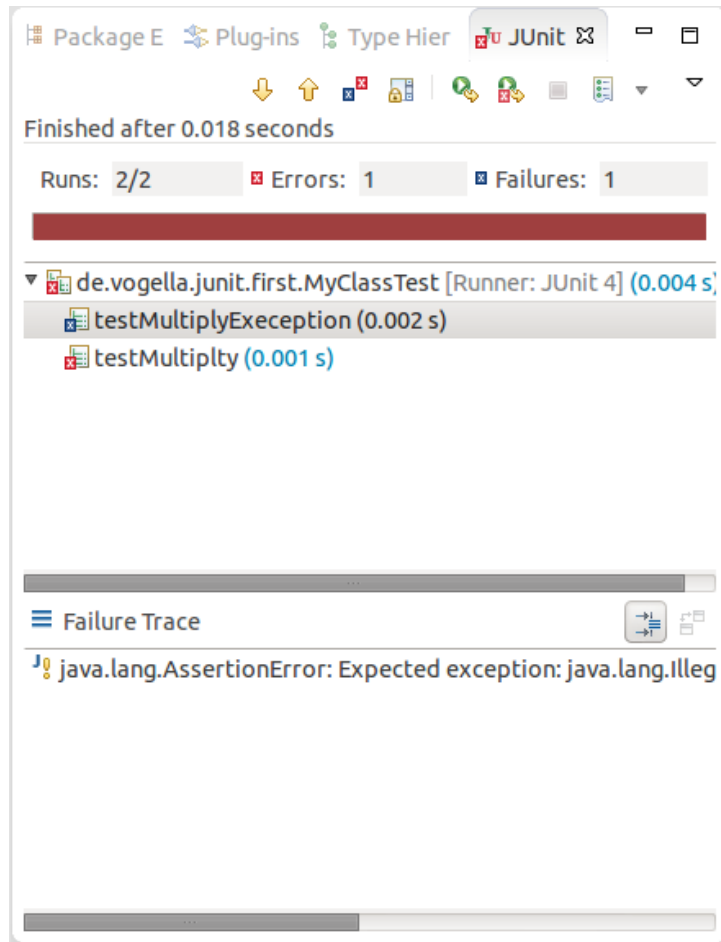 Package E Plug-ins Type Hier JU JUnit
Finished after 0.018 seconds
Runs: 2/2 Errors: 1 Failures: 1
de.vogella.junit.first.MyClassTest [Runner: JUnit 4] (0.004 s)
testMultiplyExeception (0.002 s)
testMultiplty (0.001 s)
Failure Trace
java.lang.AssertionError: Expected exception: java.lang.Illeg